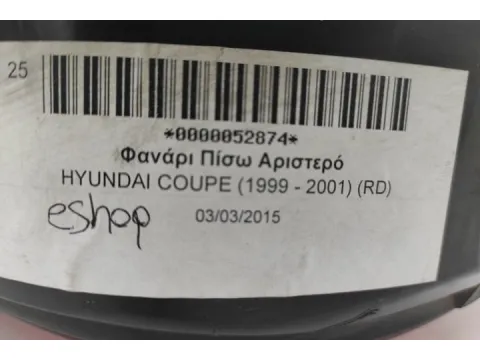 25
*0000052874*
Φανάρι Πίσω Αριστερό
HYUNDAI COUPE (1999 - 2001) (RD)
eshop 03/03/2015